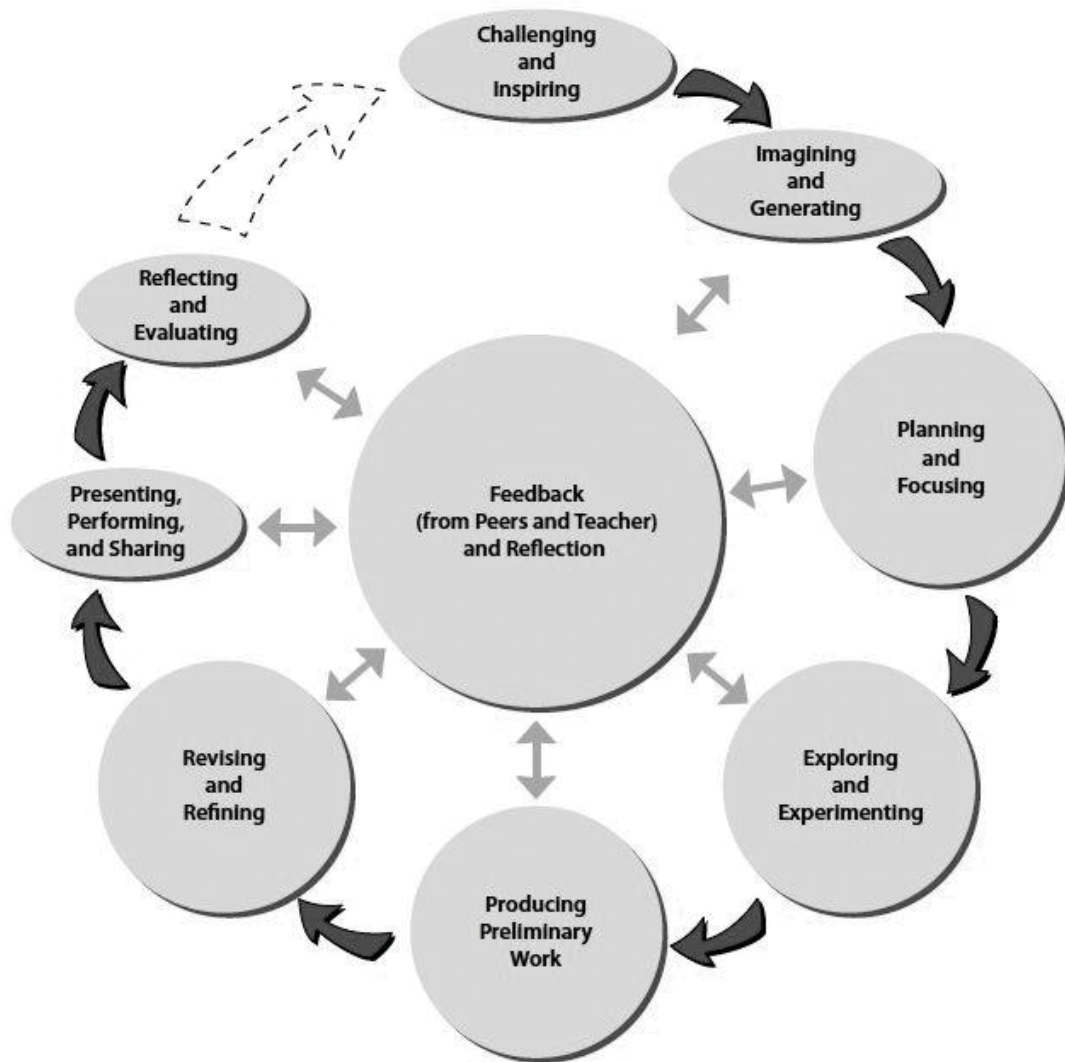 Challenging
and
Inspiring
Imagining
and
Generating
Planning
and
Focusing
Exploring
and
Experimenting
Producing
Preliminary
Work
Revising
and
Refining
Presenting,
Performing,
and Sharing
Reflecting
and
Evaluating
Feedback
(from Peers and Teacher)
and Reflection